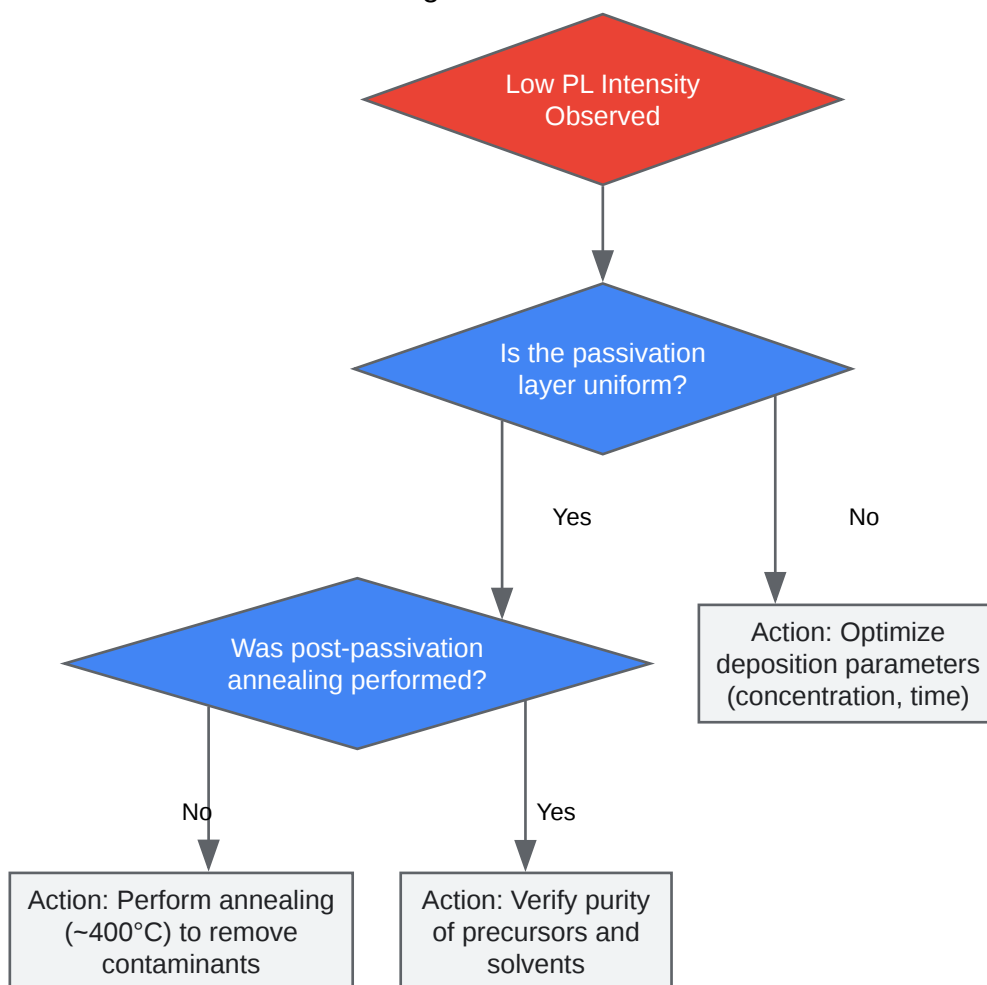 Low PL Intensity
Observed
Is the passivation
layer uniform?
Yes
No
Was post-passivation
annealing performed?
Action: Optimize
deposition parameters
(concentration, time)
No
Yes
Action: Perform annealing
(~400°C) to remove
contaminants
Action: Verify purity
of precursors and
solvents